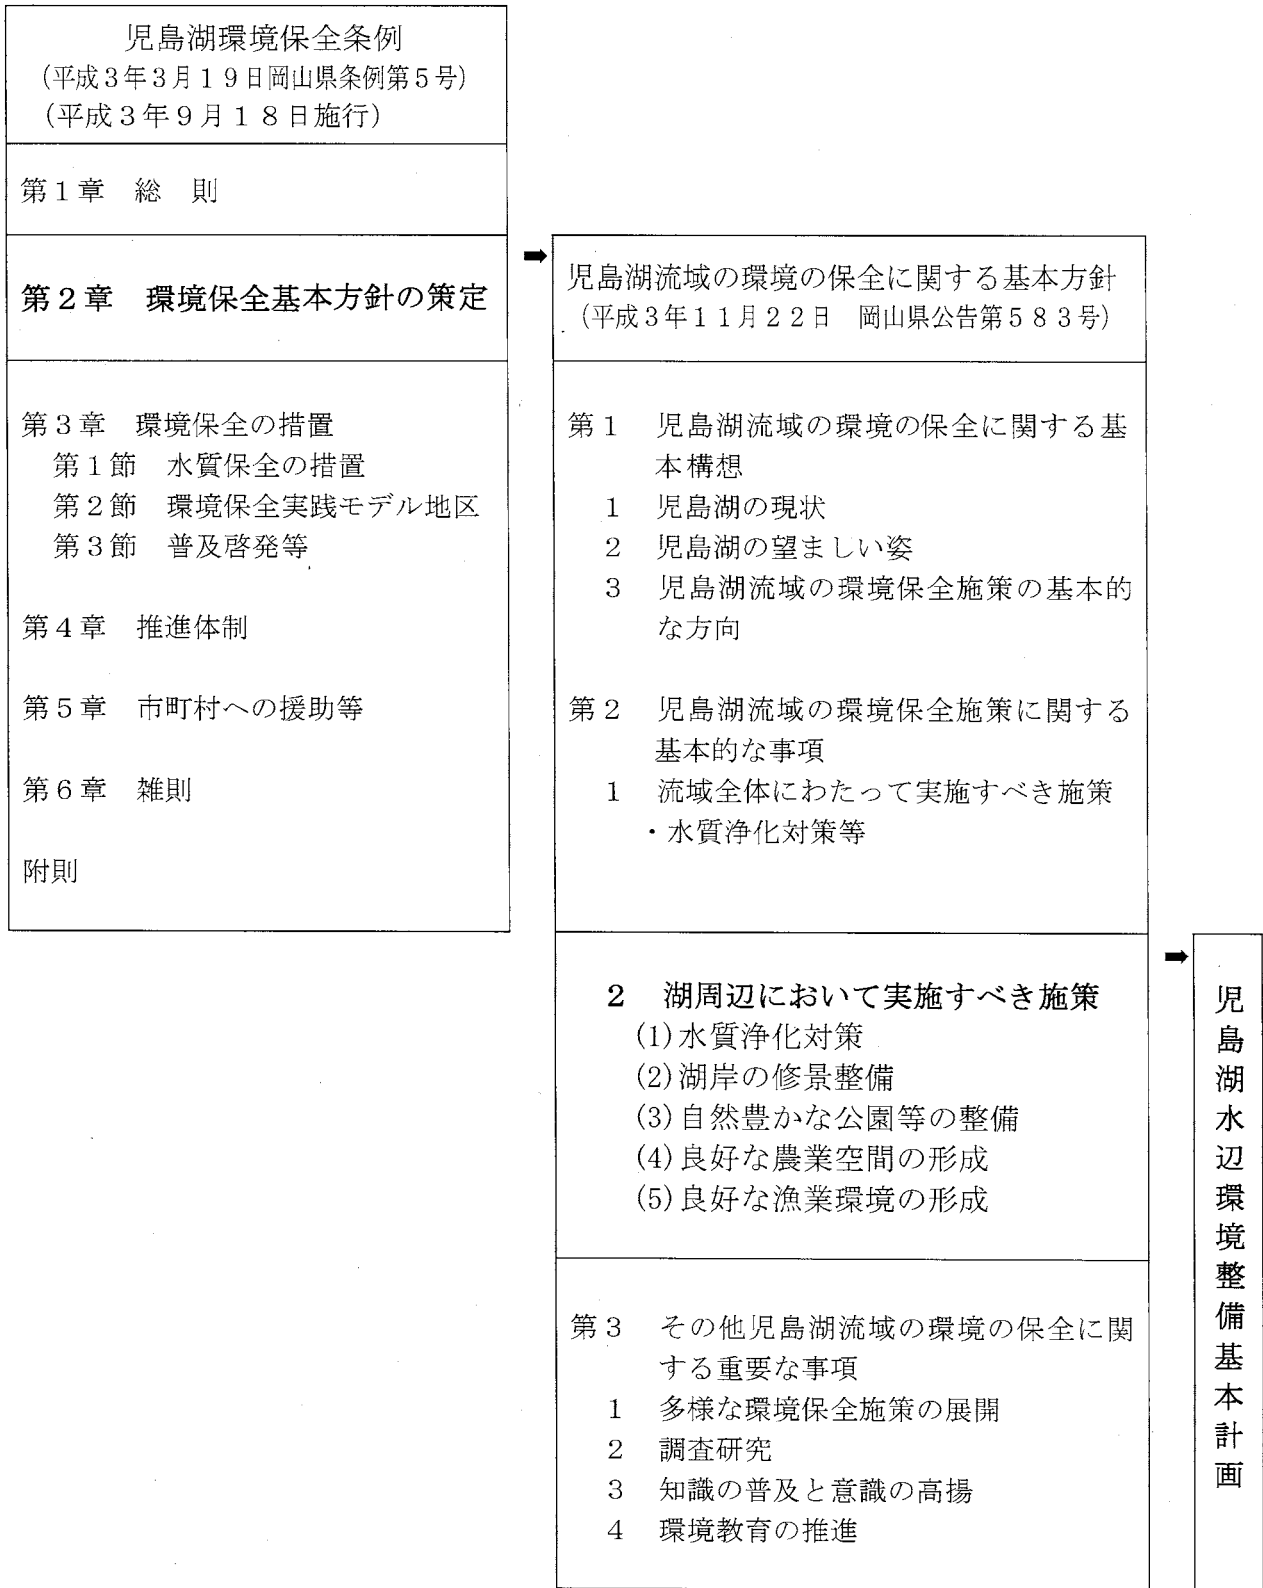 児島湖環境保全条例
(平成3年3月19日岡山県条例第5号)
(平成3年9月18日施行)
第1章 総 則
第2章 環境保全基本方針の策定
第3章 環境保全の措置
第1節 水質保全の措置
第2節 環境保全実践モデル地区
第3節 普及啓発等
第4章 推進体制
第5章 市町村への援助等
第6章 雑則
附則
➡
児島湖流域の環境の保全に関する基本方針
(平成3年11月22日 岡山県公告第583号)
第1 児島湖流域の環境の保全に関する基
本構想
1 児島湖の現状
2 児島湖の望ましい姿
3 児島湖流域の環境保全施策の基本的
な方向
第2 児島湖流域の環境保全施策に関する
基本的な事項
1 流域全体にわたって実施すべき施策
・水質浄化対策等
2 湖周辺において実施すべき施策
(1)水質浄化対策
(2)湖岸の修景整備
(3)自然豊かな公園等の整備
(4)良好な農業空間の形成
(5)良好な漁業環境の形成
第3 その他児島湖流域の環境の保全に関
する重要な事項
1 多様な環境保全施策の展開
2 調査研究
3 知識の普及と意識の高揚
4 環境教育の推進
➡
児島湖水辺環境整備基本計画